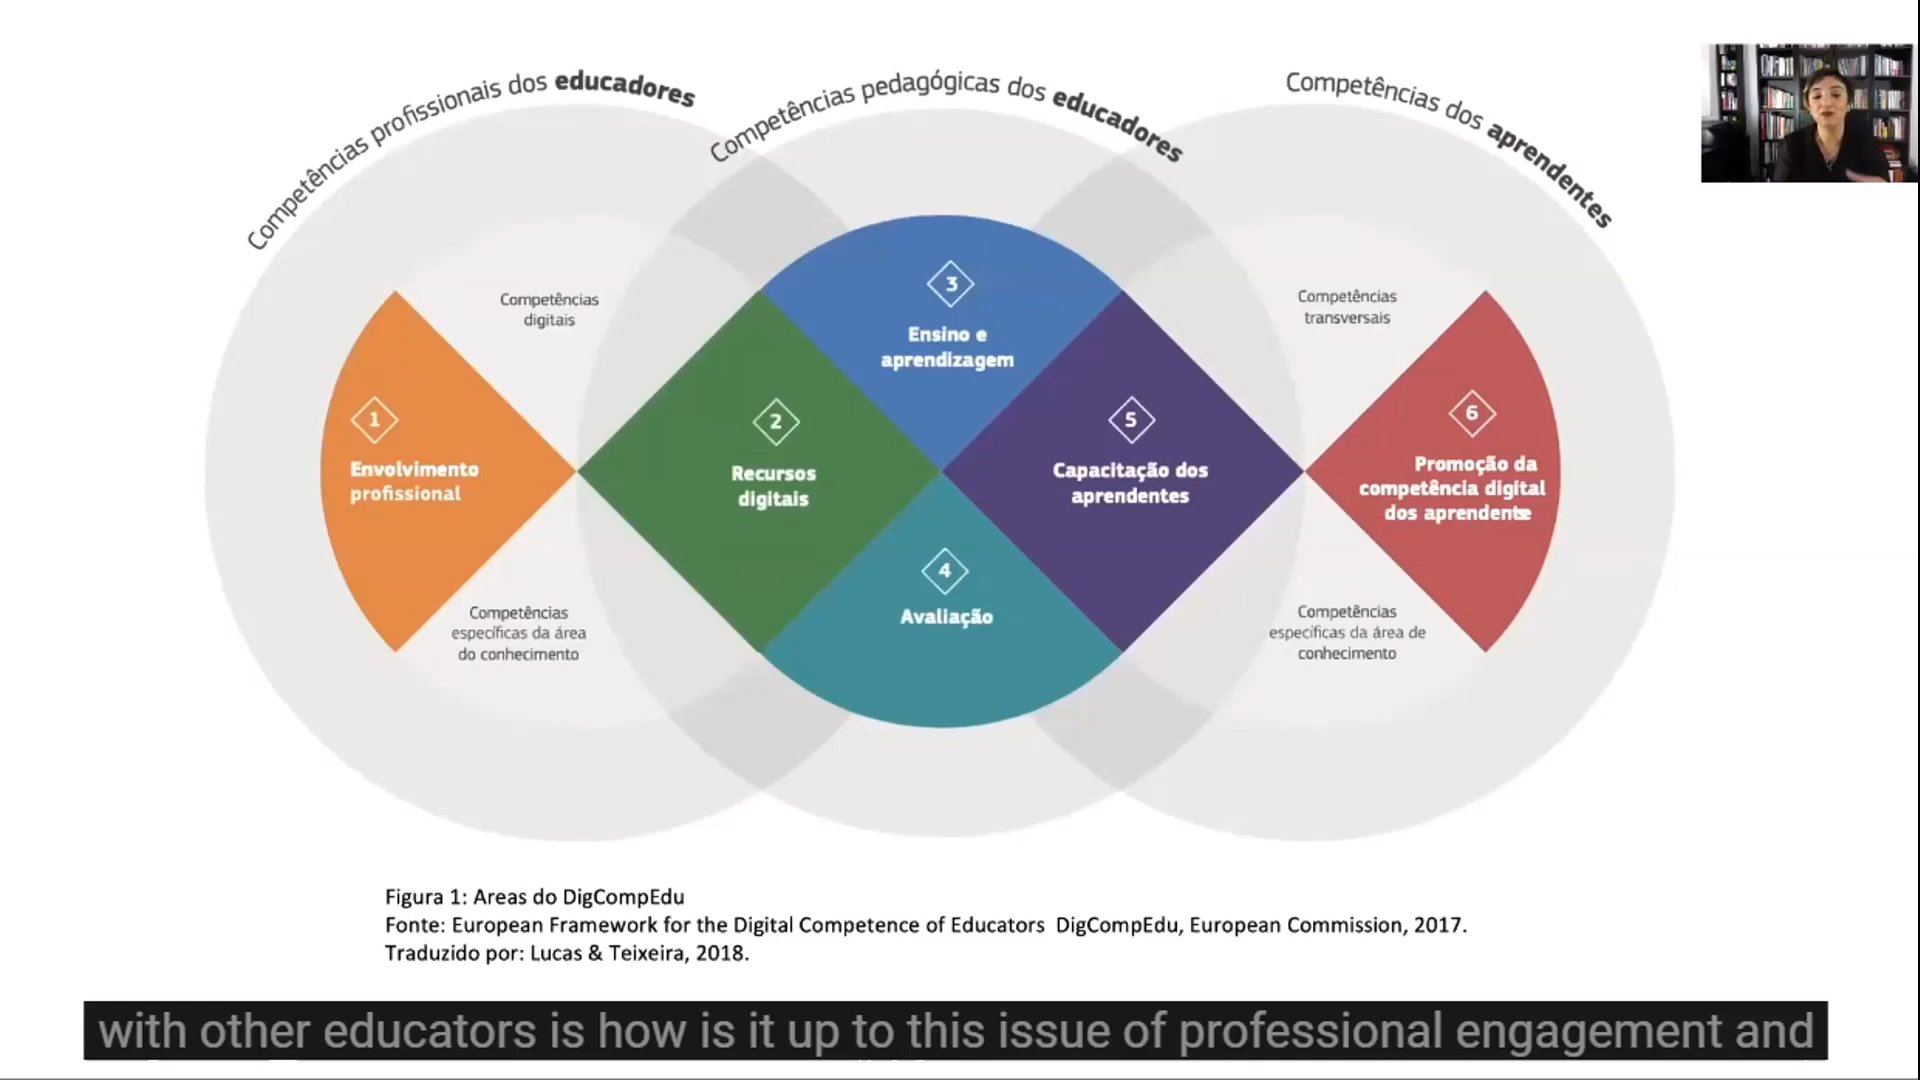 Competências profissionais dos educadores
Competências pedagógicas dos educadores
Competências dos aprendentes
Competências
digitais
3
Ensino e
aprendizagem
Competências
transversais
1
Envolvimento
profissional
2
Recursos
digitais
5
Capacitação dos
aprendentes
6
Promoção da
competência digital
dos aprendente
4
Avaliação
Competências
específicas da área
do conhecimento
Competências
específicas da área de
conhecimento
Figura 1: Areas do DigCompEdu
Fonte: European Framework for the Digital Competence of Educators DigCompEdu, European Commission, 2017.
Traduzido por: Lucas & Teixeira, 2018.
with other educators is how is it up to this issue of professional engagement and